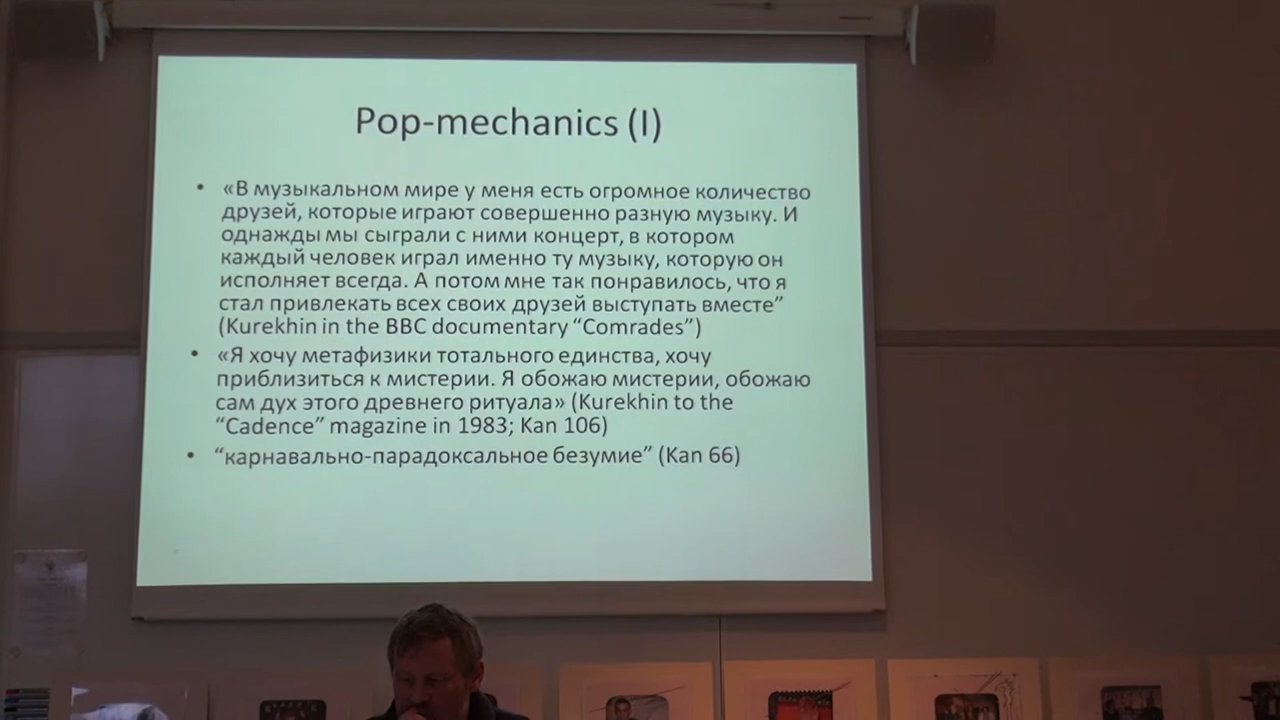 Pop-mechanics (I)
• «В музыкальном мире у меня есть огромное количество
друзей, которые играют совершенно разную музыку. И
однажды мы сыграли с ними концерт, в котором
каждый человек играл именно ту музыку, которую он
исполняет всегда. А потом мне так понравилось, что я
стал привлекать всех своих друзей выступать вместе”
(Kurekhin in the BBC documentary “Comrades”)
• «Я хочу метафизики тотального единства, хочу
приблизиться к мистерии. Я обожаю мистерии, обожаю
сам дух этого древнего ритуала» (Kurekhin to the
“Cadence” magazine in 1983; Kan 106)
• “карнавально-парадоксальное безумие” (Kan 66)